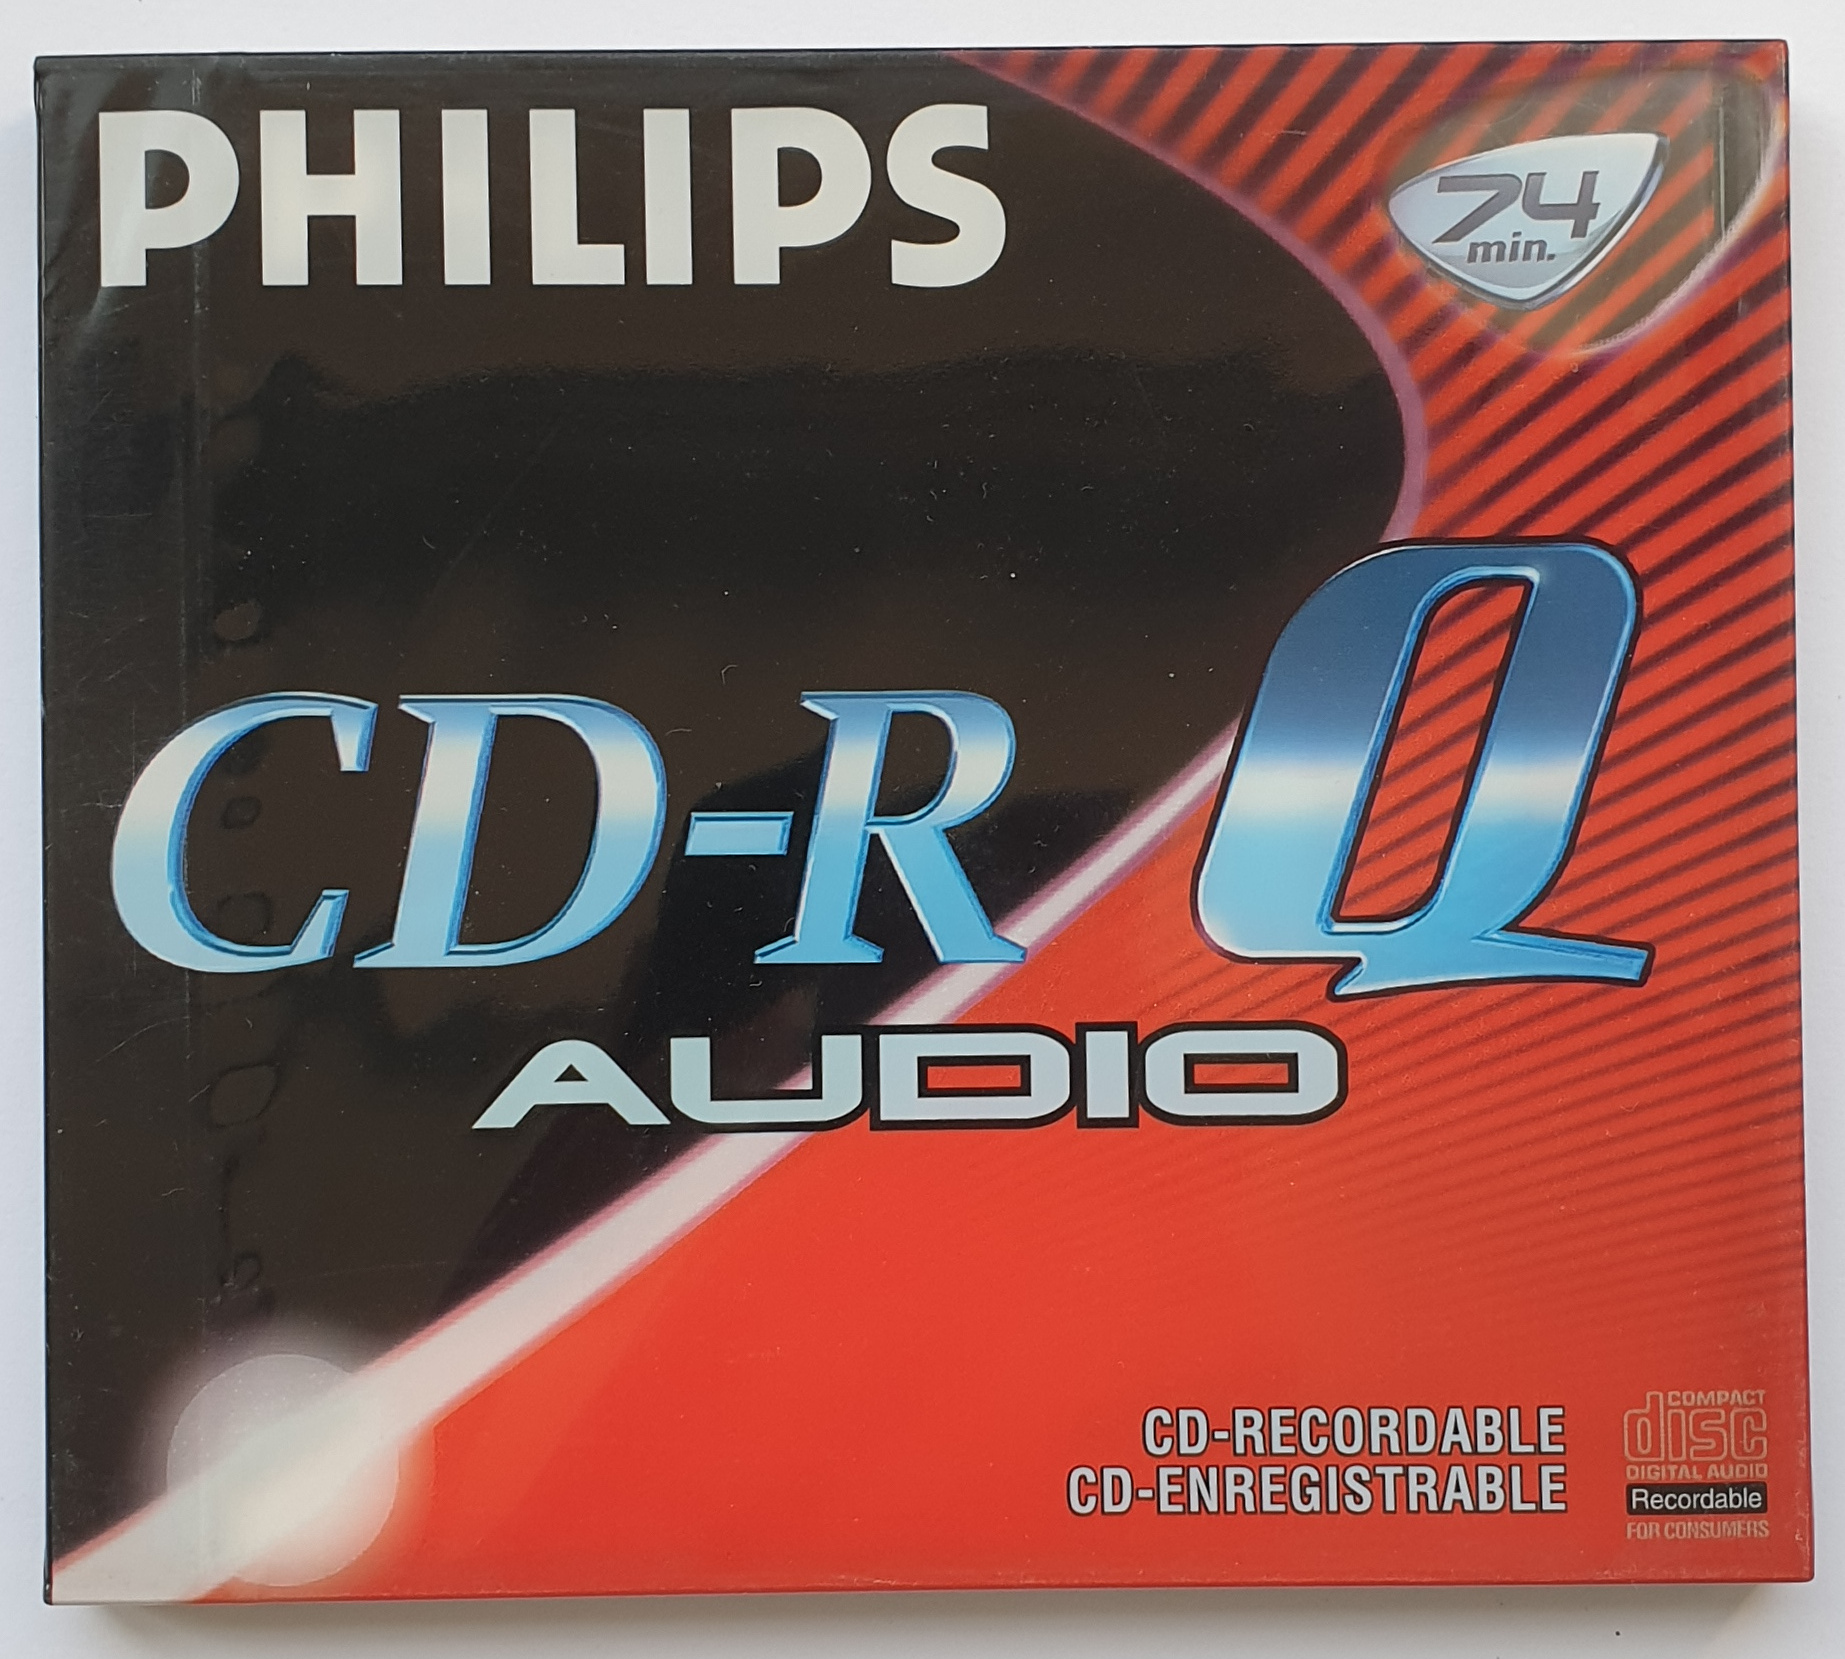 PHILIPS
74
min.
CD-R Q
AUDIO
CD-RECORDABLE
CD-ENREGISTRABLE
COMPACT
disc
DIGITAL AUDIO
Recordable
FOR CONSUMERS